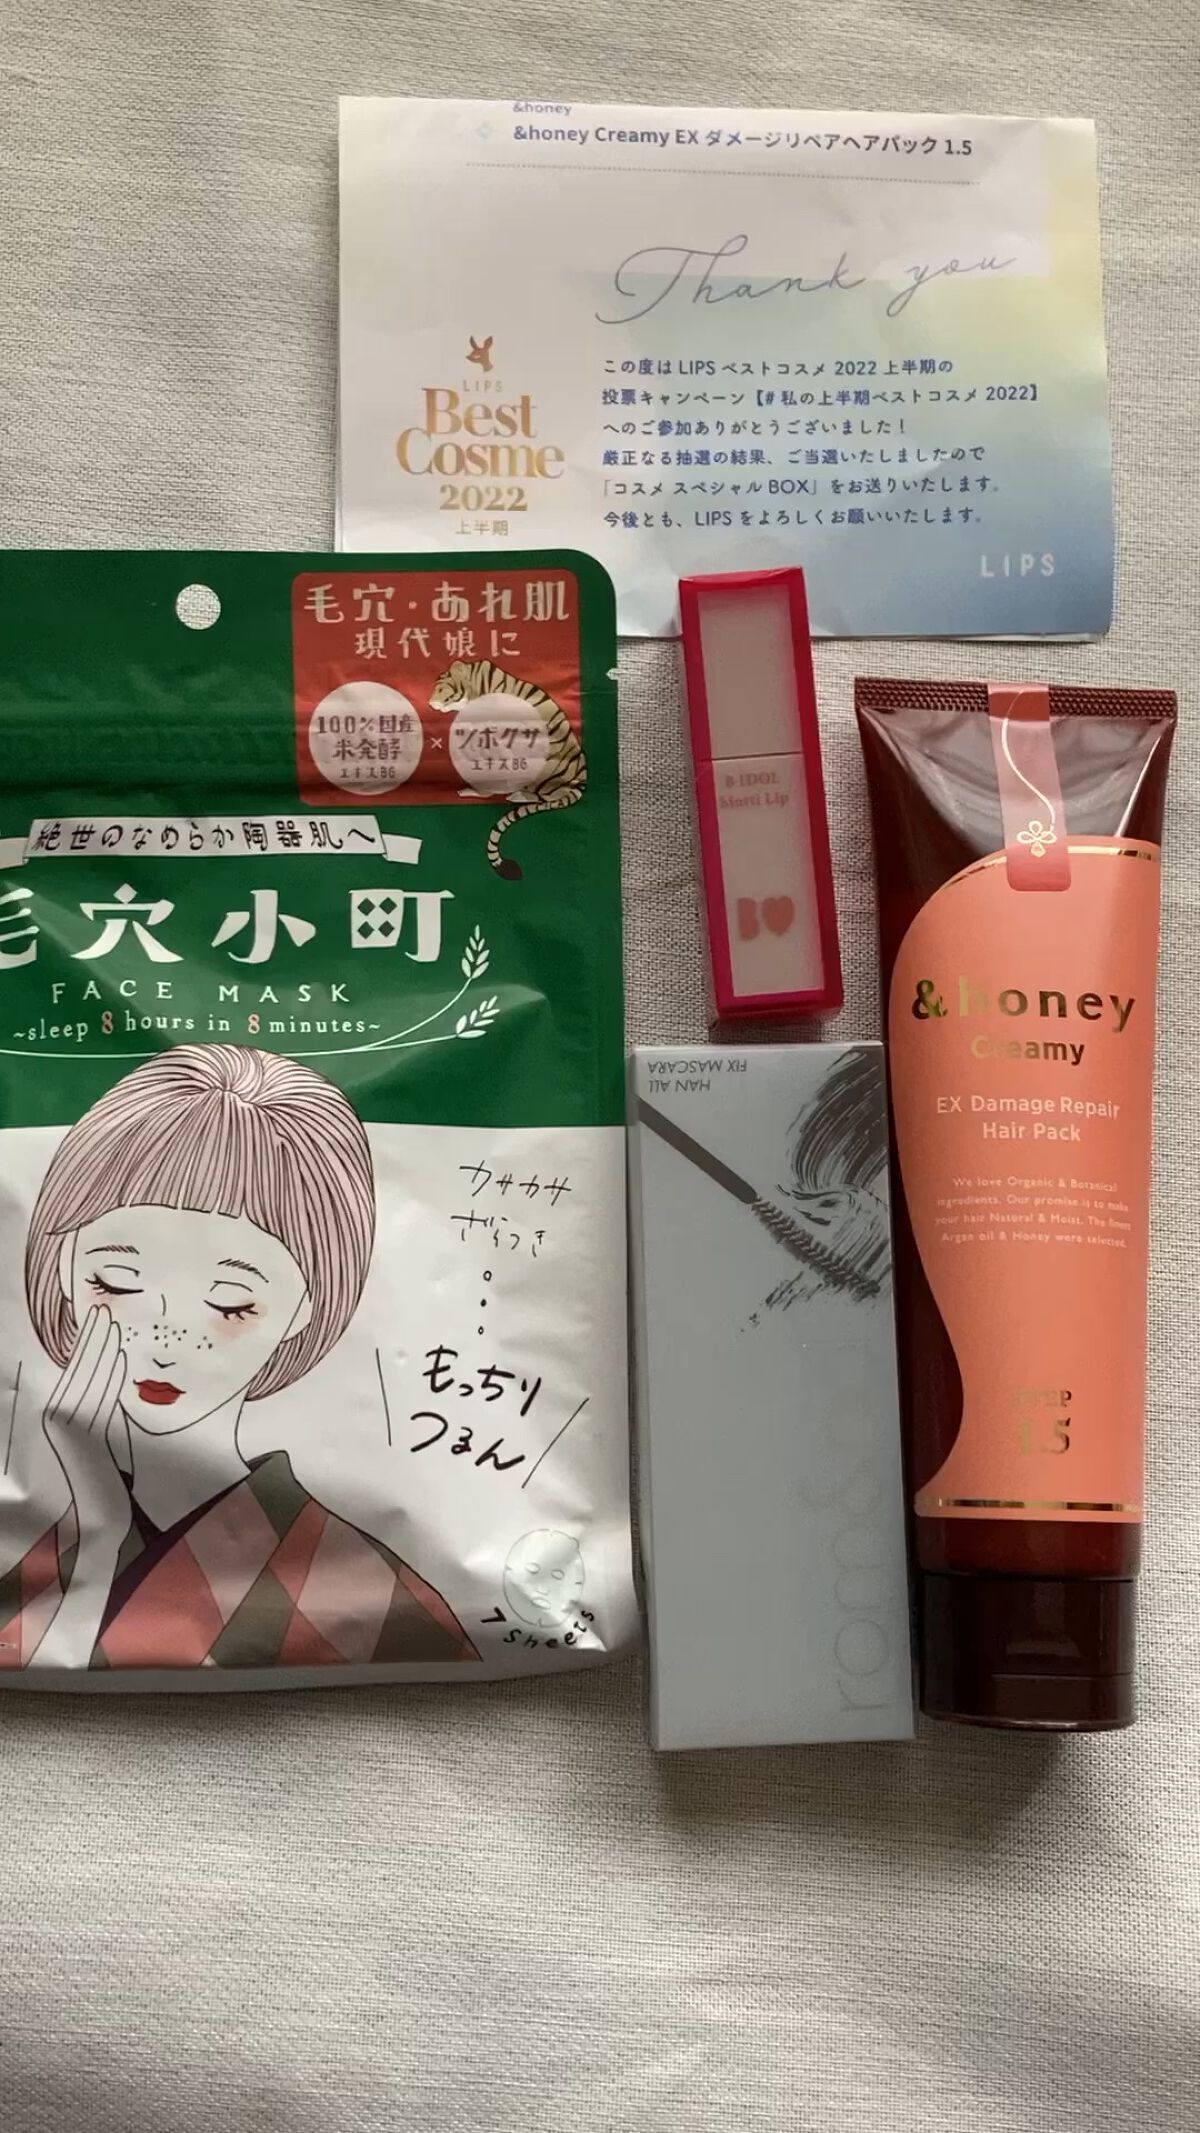 &honey
&honey Creamy EX ダメージリペアヘアパック 1.5
Thank you
LIPS
Best
Cosme
2022
上半期
この度は LIPS ベストコスメ 2022 上半期の
投票キャンペーン【# 私の上半期ベストコスメ 2022】
へのご参加ありがとうございました！
厳正なる抽選の結果、ご当選いたしましたので
「コスメ スペシャル BOX」をお送りいたします。
今後とも、LIPS をよろしくお願いいたします。
LIPS
毛穴・あれ肌
現代娘に
100%国産
米発酵
エキスBG
×
ツボクサ
エキスBG
絶世のなめらか陶器肌へ
毛穴小町
FACE MASK
~sleep 8 hours in 8 minutes~
カサカサ
ざらつき
もっちり
つるん
7 sheets
B IDOL
Motti Lip
B
HAN ALL
FIX MASCARA
rom&nd
&honey
Creamy
EX Damage Repair
Hair Pack
We love Organic & Botanical
ingredients. Our promise is to make
your hair Natural & Moist. The finest
Argan oil & Honey were selected.
STEP
1.5